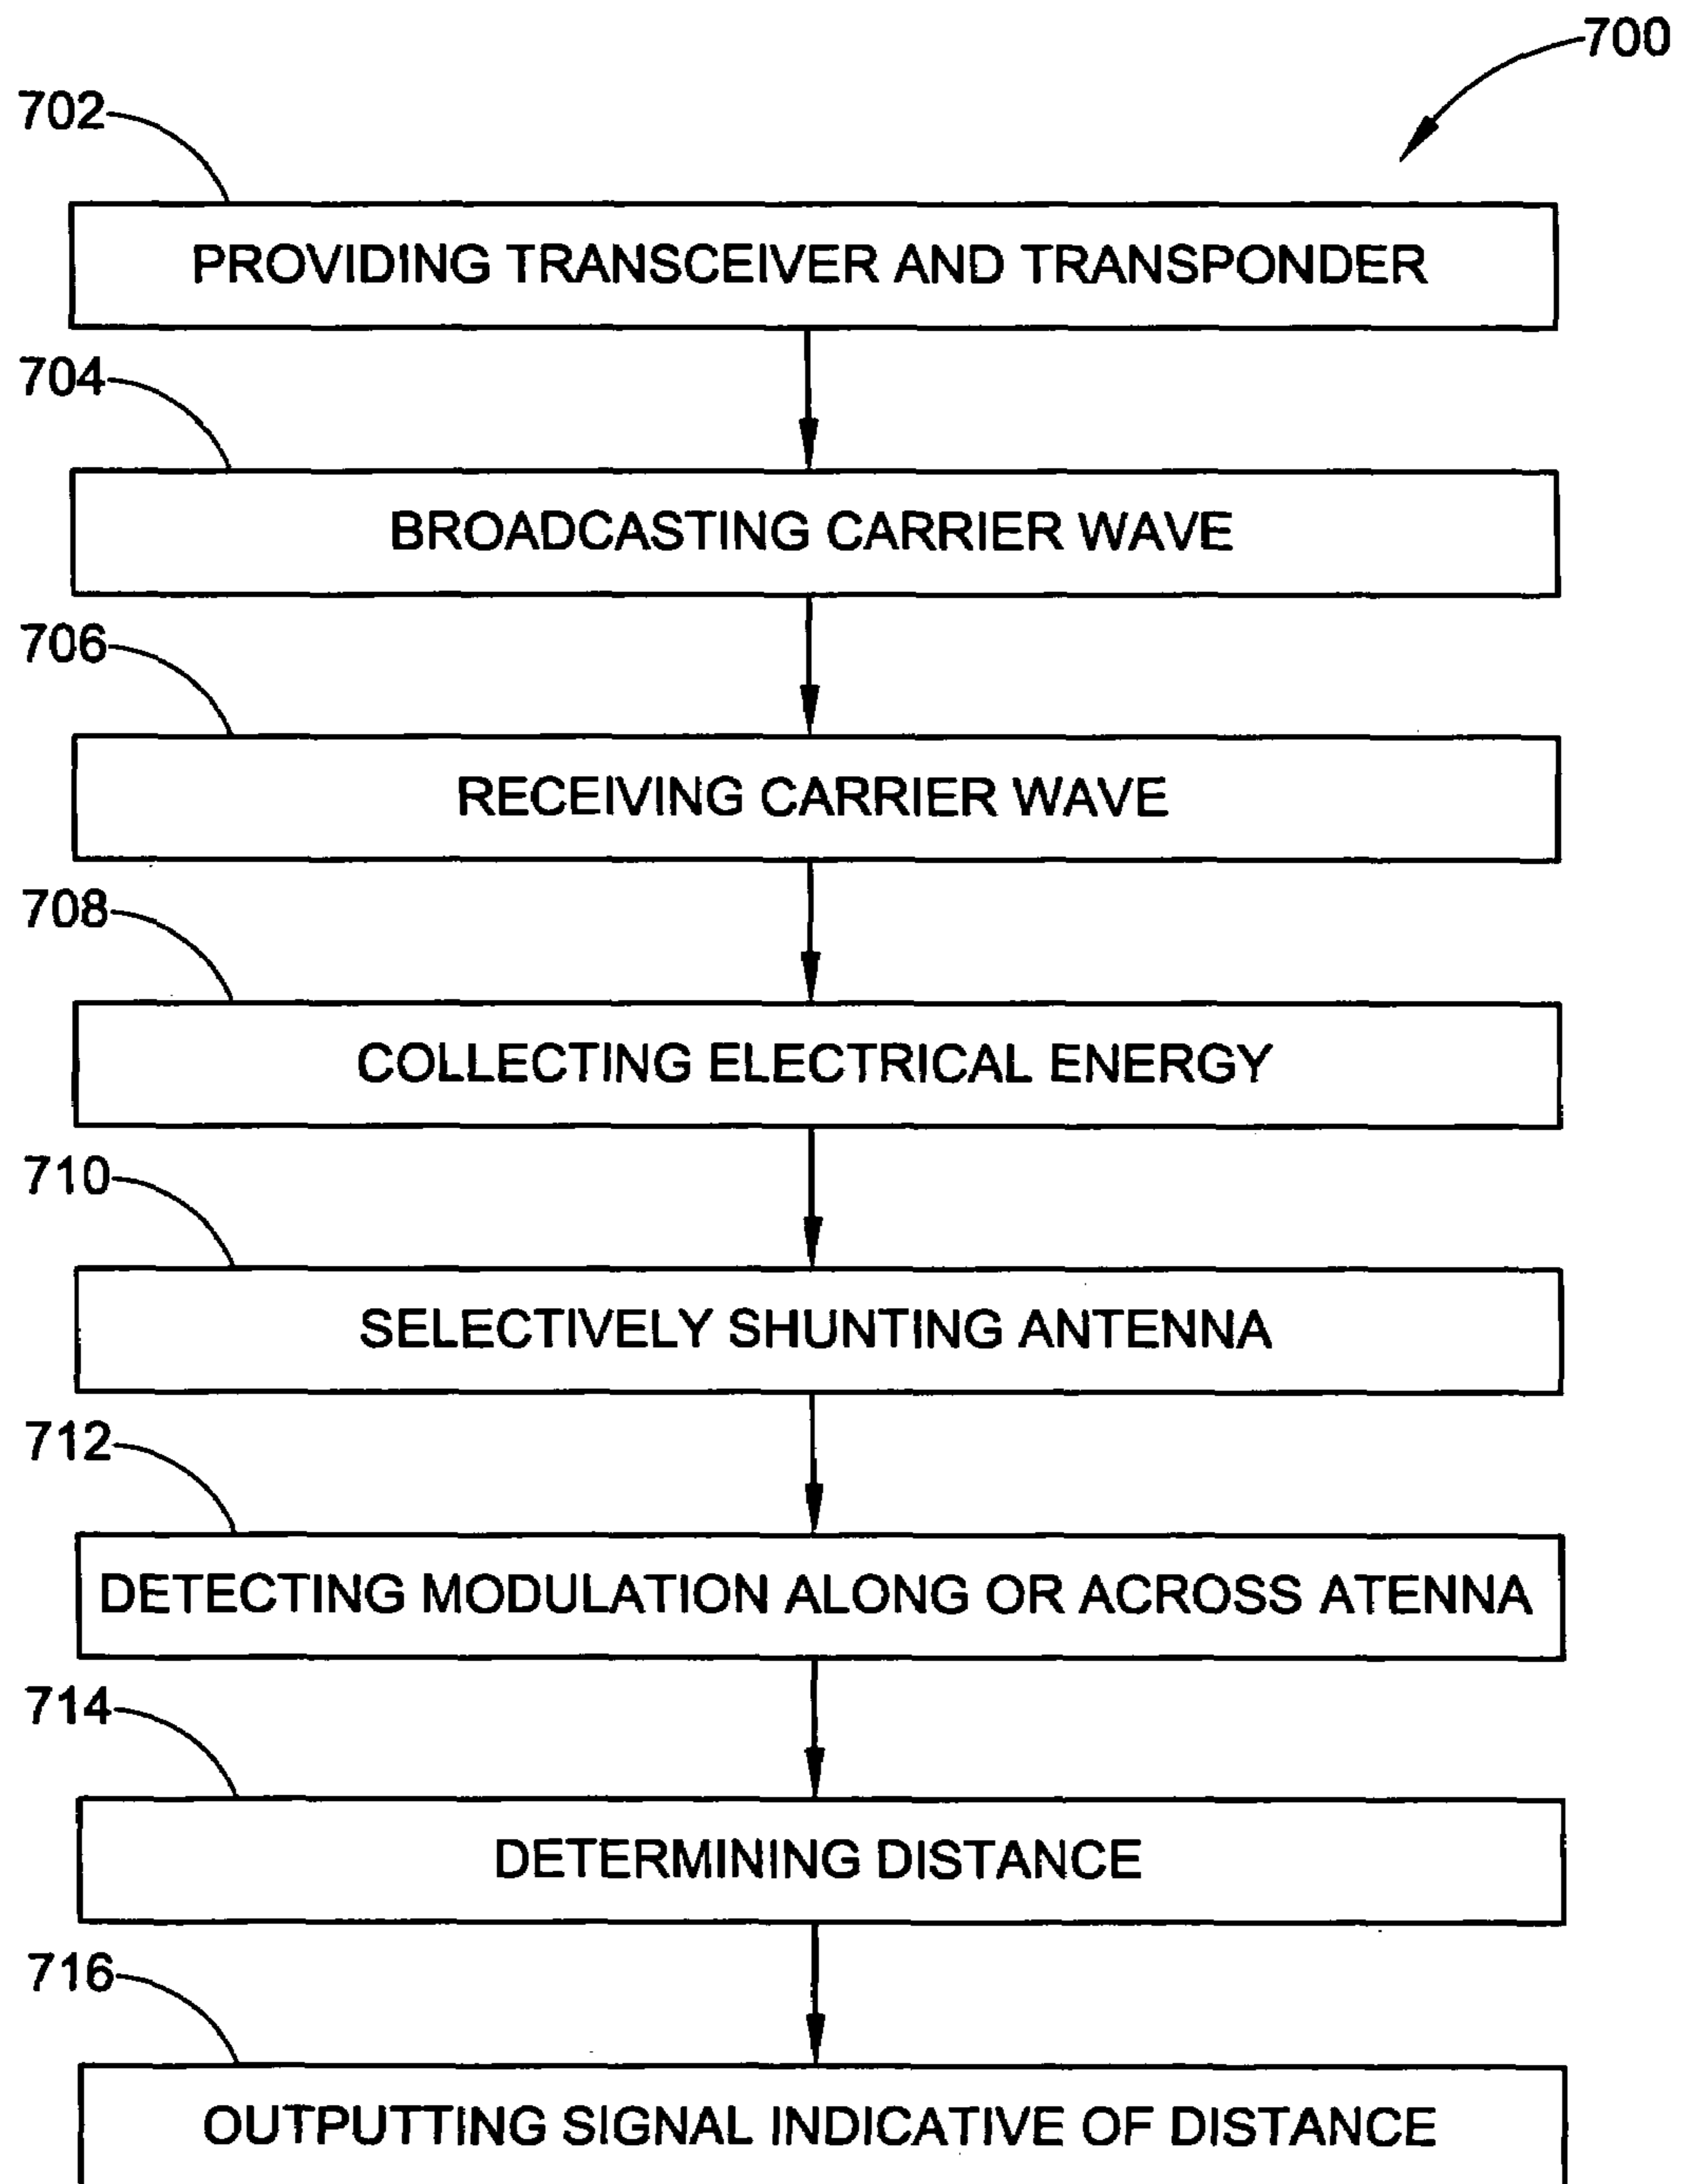 700
702
PROVIDING TRANSCEIVER AND TRANSPONDER
704
BROADCASTING CARRIER WAVE
706
RECEIVING CARRIER WAVE
708
COLLECTING ELECTRICAL ENERGY
710
SELECTIVELY SHUNTING ANTENNA
712
DETECTING MODULATION ALONG OR ACROSS ATENNA
714
DETERMINING DISTANCE
716
OUTPUTTING SIGNAL INDICATIVE OF DISTANCE